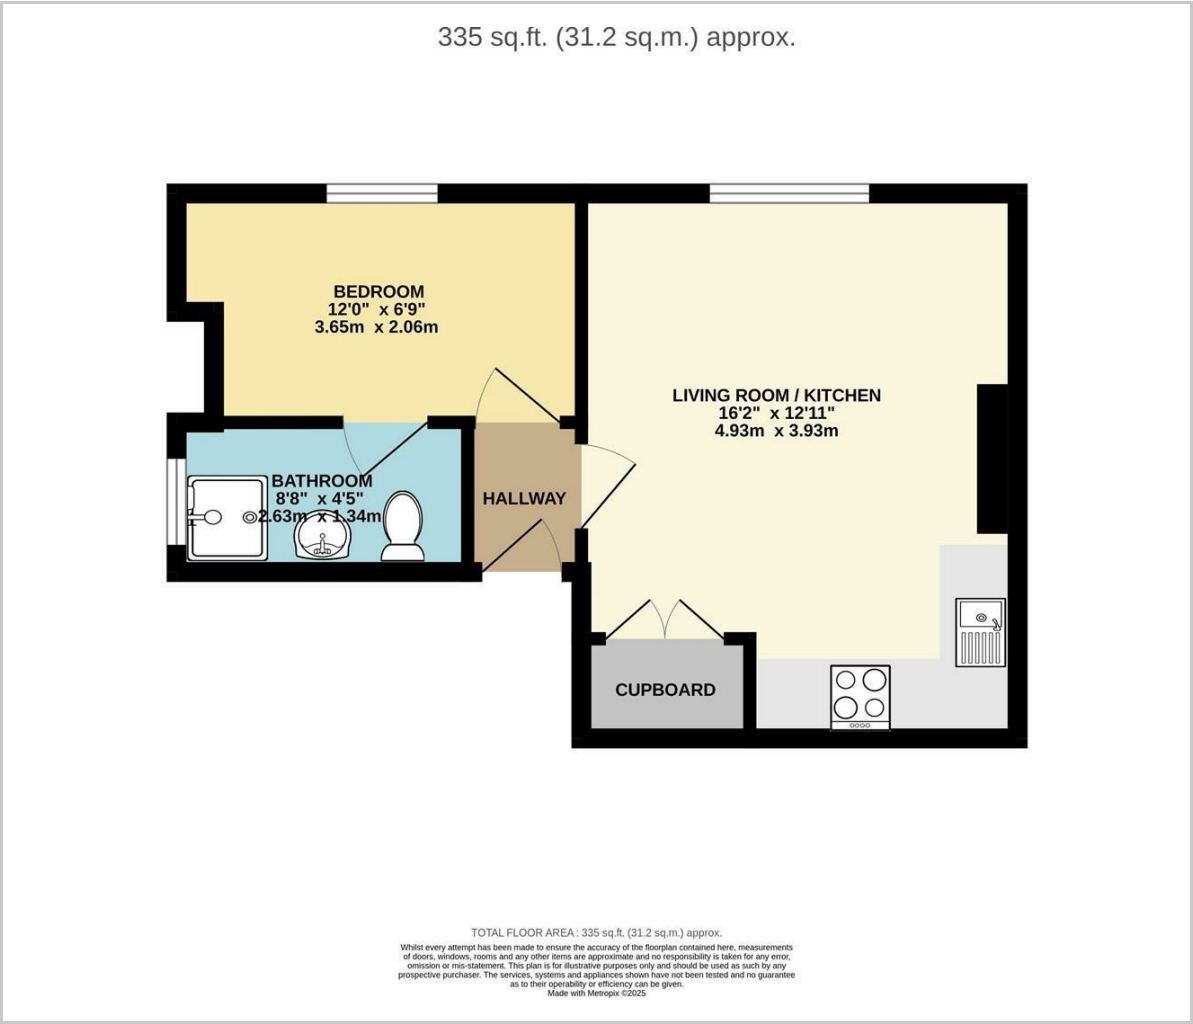 335 sq.ft. (31.2 sq.m.) approx.
BEDROOM
12'0" x 6'9"
3.65m x 2.06m
LIVING ROOM / KITCHEN
16'2" x 12'11"
4.93m x 3.93m
BATHROOM
8'8" x 4'5"
2.63m x 1.34m
HALLWAY
CUPBOARD
TOTAL FLOOR AREA : 335 sq.ft. (31.2 sq.m.) approx.
Whilst every attempt has been made to ensure the accuracy of the floorplan contained here, measurements
of doors, windows, rooms and any other items are approximate and no responsibility is taken for any error,
omission or mis-statement. This plan is for illustrative purposes only and should be used as such by any
prospective purchaser. The services, systems and appliances shown have not been tested and no guarantee
as to their operability or efficiency can be given.
Made with Metropix ©2025